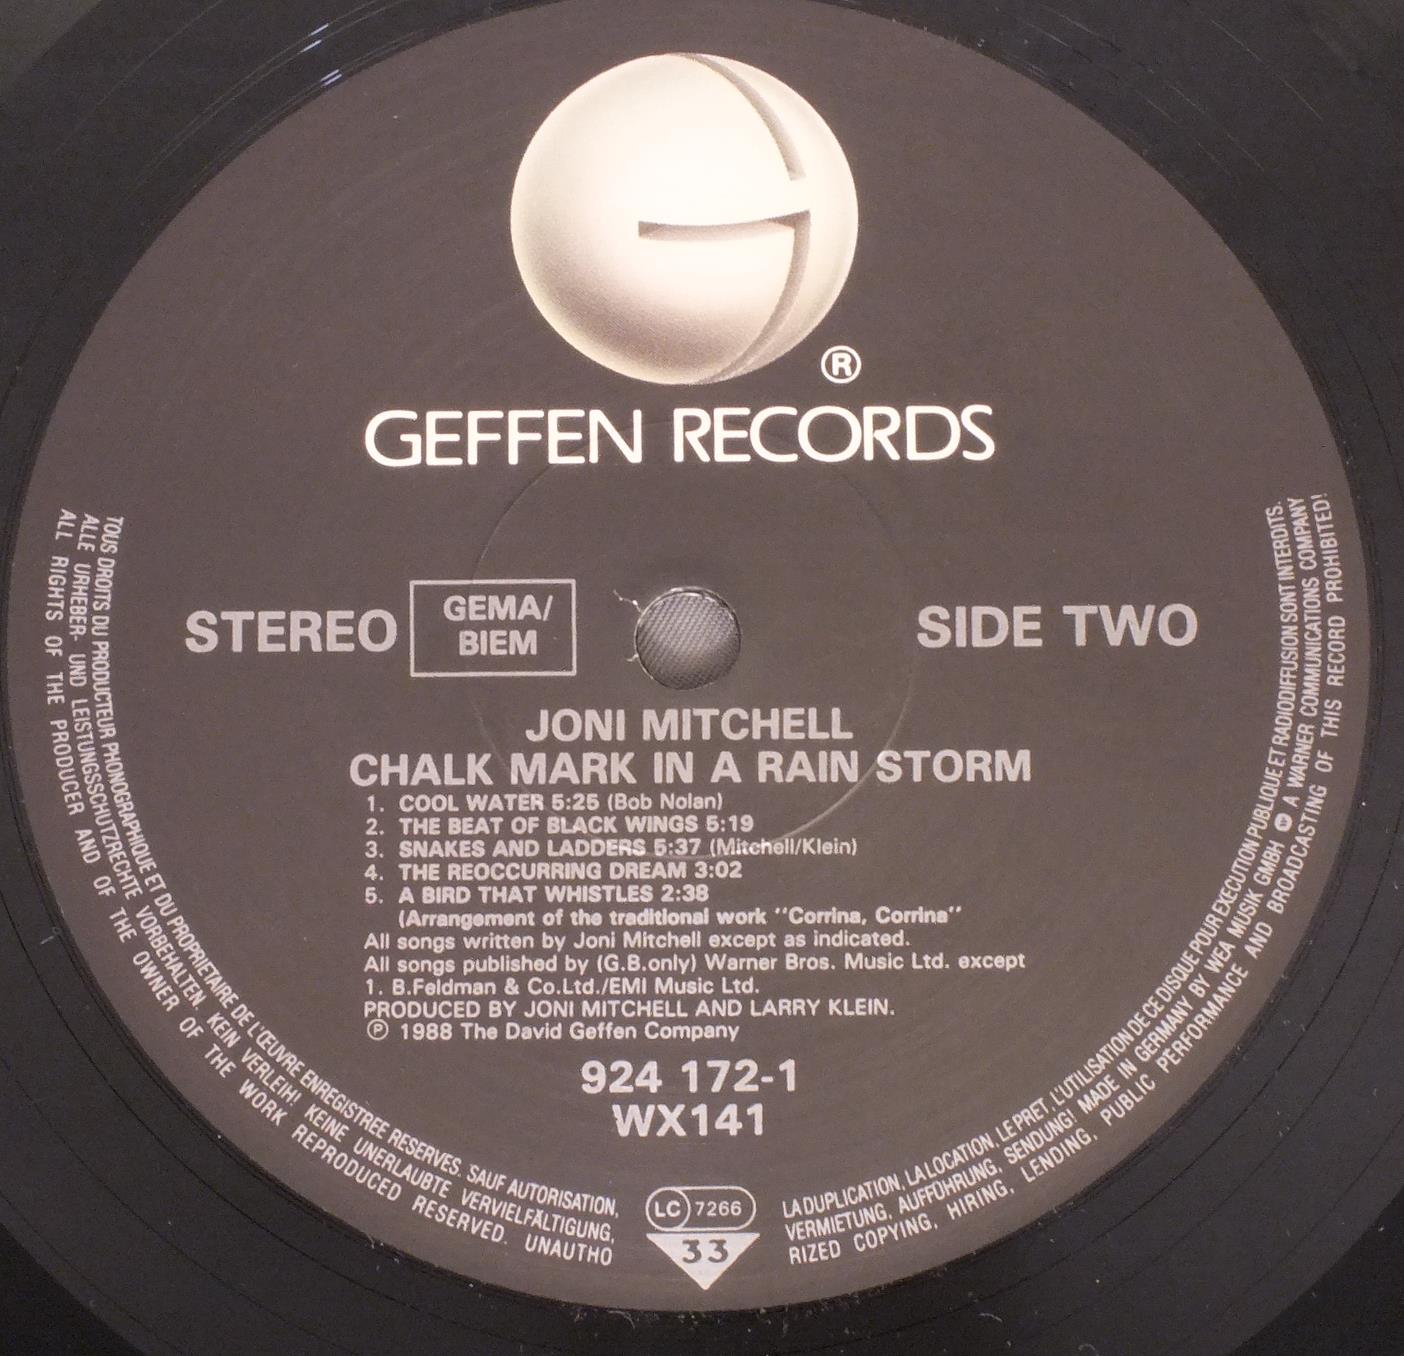 ®
GEFFEN RECORDS
STEREO
GEMA/
BIEM
SIDE TWO
JONI MITCHELL
CHALK MARK IN A RAIN STORM
1. COOL WATER 5:25 (Bob Nolan)
2. THE BEAT OF BLACK WINGS 5:19
3. SNAKES AND LADDERS 5:37 (Mitchell/Klein)
4. THE REOCCURRING DREAM 3:02
5. A BIRD THAT WHISTLES 2:38
(Arrangement of the traditional work "Corrina, Corrina"
All songs written by Joni Mitchell except as indicated.
All songs published by (G.B.only) Warner Bros. Music Ltd. except
1. B.Feldman & Co.Ltd./EMI Music Ltd.
PRODUCED BY JONI MITCHELL AND LARRY KLEIN.
℗ 1988 The David Geffen Company
924 172-1
WX141
LC 7266
33
TOUS DROITS DU PRODUCTEUR PHONOGRAPHIQUE ET DU PROPRIETAIRE DE L'ŒUVRE ENREGISTREE RESERVES. SAUF AUTORISATION, LA DUPLICATION, LA LOCATION, LE PRET, L'UTILISATION DE CE DISQUE POUR EXECUTION PUBLIQUE ET RADIODIFFUSION SONT INTERDITS.
ALLE URHEBER- UND LEISTUNGSSCHUTZRECHTE VORBEHALTEN. KEIN VERLEIH! KEINE UNERLAUBTE VERVIELFÄLTIGUNG, VERMIETUNG, AUFFÜHRUNG, SENDUNG! MADE IN GERMANY BY WEA MUSIK GMBH A WARNER COMMUNICATIONS COMPANY
ALL RIGHTS OF THE PRODUCER AND OF THE OWNER OF THE WORK REPRODUCED RESERVED. UNAUTHORIZED COPYING, HIRING, LENDING, PUBLIC PERFORMANCE AND BROADCASTING OF THIS RECORD PROHIBITED!